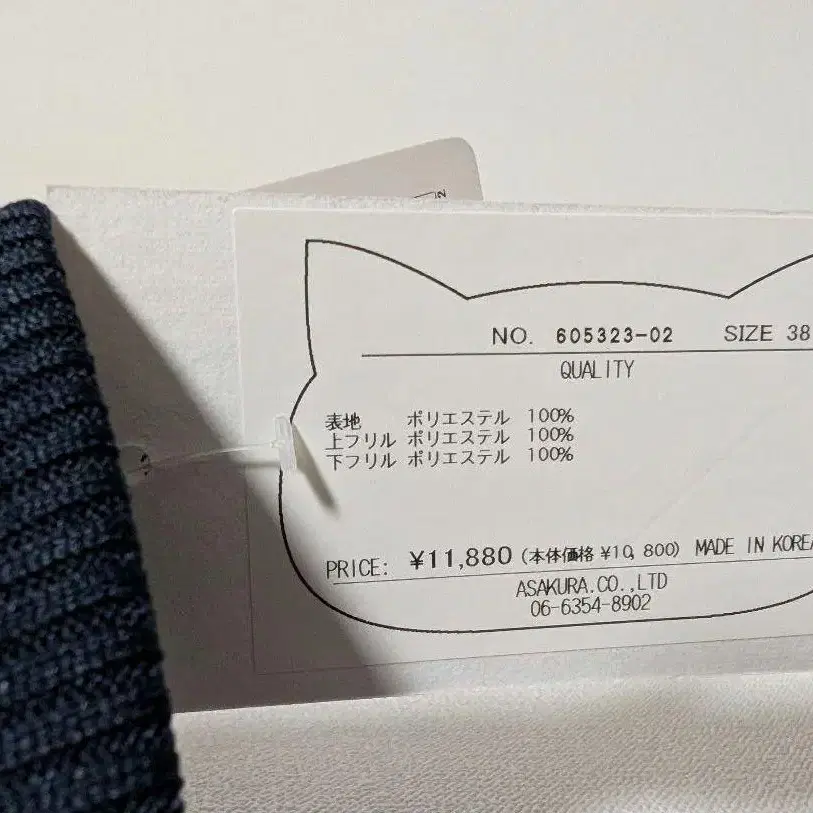 NO. 605323-02 SIZE 38
QUALITY
表地 ポリエステル 100%
上フリル ポリエステル 100%
下フリル ポリエステル 100%
PRICE: ¥11,880 (本体価格 ¥10,800) MADE IN KOREA
ASAKURA.CO.,LTD
06-6354-8902